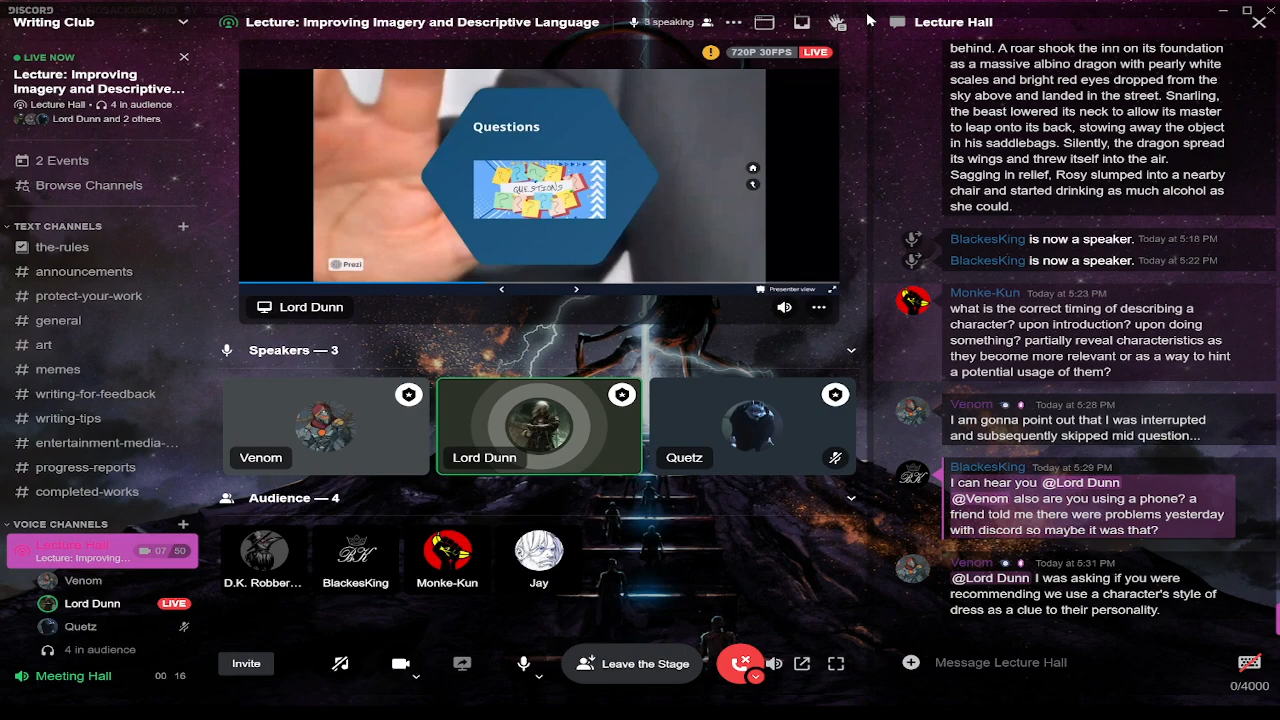 DISCORD
Writing Club
LIVE NOW
Lecture: Improving
Imagery and Descriptive...
Lecture Hall • 4 in audience
Lord Dunn and 2 others
2 Events
Browse Channels
TEXT CHANNELS
the-rules
# announcements
# protect-your-work
# general
# art
# memes
# writing-for-feedback
# writing-tips
# entertainment-media-...
# progress-reports
# completed-works
VOICE CHANNELS
Lecture Hall
07 50
Lecture: Improving...
Venom
Lord Dunn LIVE
Quetz
4 in audience
Meeting Hall 00 16
Lecture: Improving Imagery and Descriptive Language
3 speaking
720P 30FPS LIVE
Questions
QUESTIONS
Prezi
Presenter view
Lord Dunn
Speakers — 3
Venom
Lord Dunn
Quetz
Audience — 4
D.K. Robber...
BK
BlackesKing
Monke-Kun
Jay
Invite
Leave the Stage
Lecture Hall
behind. A roar shook the inn on its foundation
as a massive albino dragon with pearly white
scales and bright red eyes dropped from the
sky above and landed in the street. Snarling,
the beast lowered its neck to allow its master
to leap onto its back, stowing away the object
in his saddlebags. Silently, the dragon spread
its wings and threw itself into the air.
Sagging in relief, Rosy slumped into a nearby
chair and started drinking as much alcohol as
she could.
BlackesKing is now a speaker. Today at 5:18 PM
BlackesKing is now a speaker. Today at 5:22 PM
Monke-Kun Today at 5:23 PM
what is the correct timing of describing a
character? upon introduction? upon doing
something? partially reveal characteristics as
they become more relevant or as a way to hint
a potential usage of them?
Venom Today at 5:28 PM
I am gonna point out that I was interrupted
and subsequently skipped mid question...
BK
BlackesKing Today at 5:29 PM
I can hear you @Lord Dunn
@Venom also are you using a phone? a
friend told me there were problems yesterday
with discord so maybe it was that?
Venom Today at 5:31 PM
@Lord Dunn I was asking if you were
recommending we use a character's style of
dress as a clue to their personality.
Message Lecture Hall
0/4000